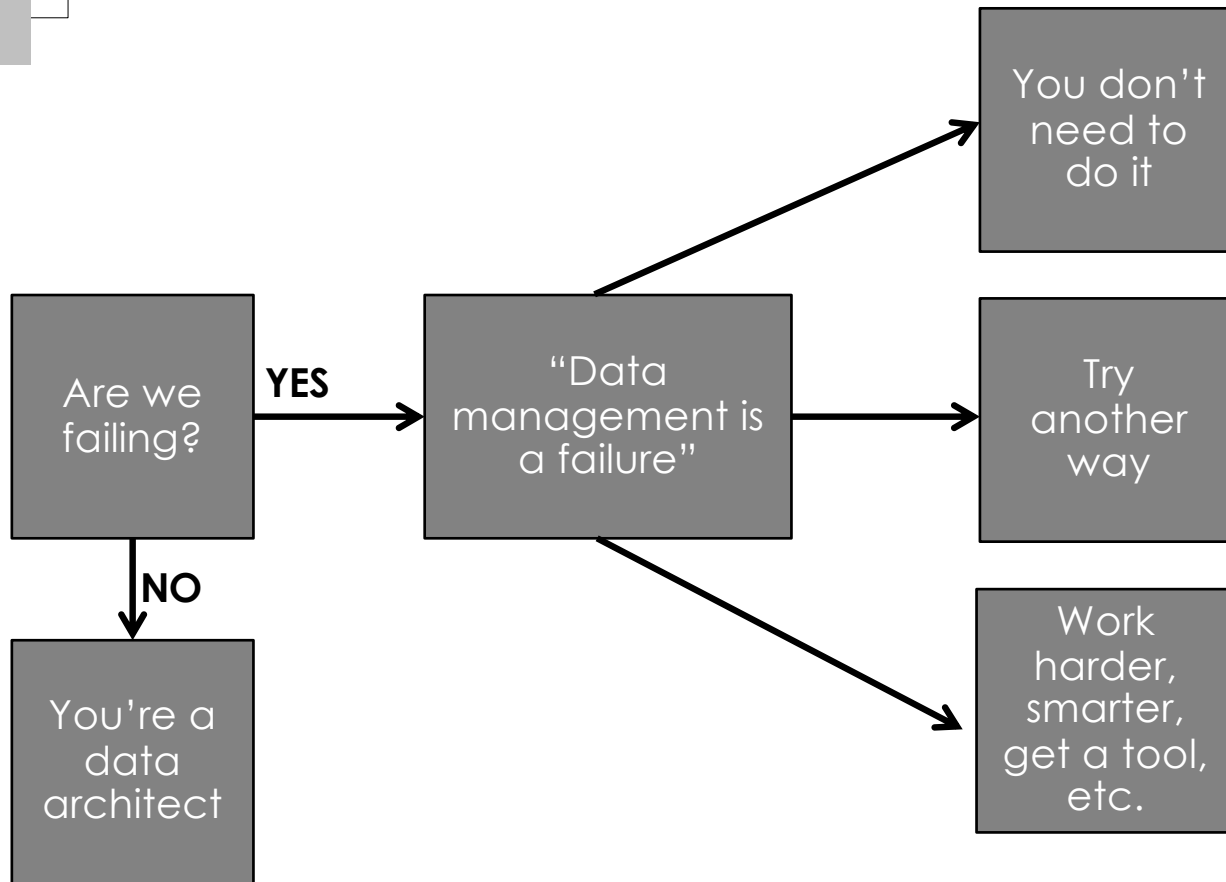 Are we
failing?
YES
NO
You’re a
data
architect
“Data
management is
a failure”
You don’t
need to
do it
Try
another
way
Work
harder,
smarter,
get a tool,
etc.